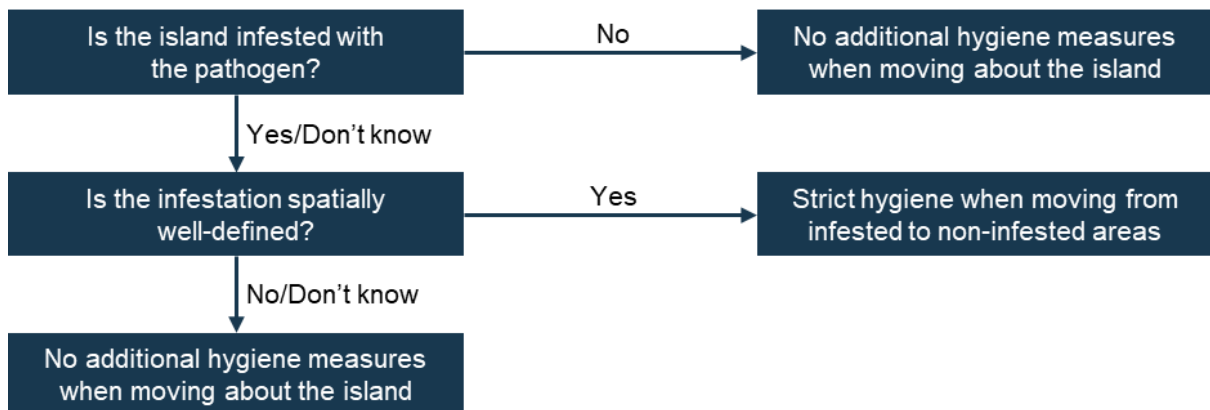 Is the island infested with
the pathogen?
No
No additional hygiene measures
when moving about the island
Yes/Don’t know
Is the infestation spatially
well-defined?
Yes
Strict hygiene when moving from
infested to non-infested areas
No/Don’t know
No additional hygiene measures
when moving about the island